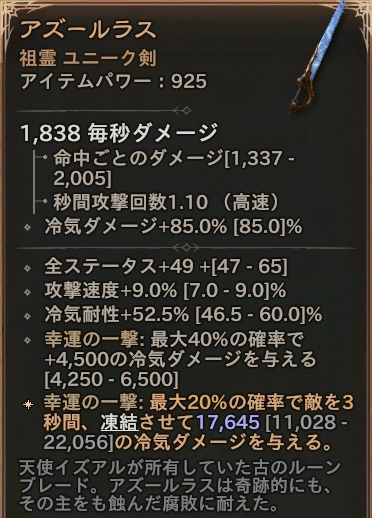 アズールラス
祖霊 ユニーク剣
アイテムパワー：925
1,838 毎秒ダメージ
命中ごとのダメージ[1,337 -
2,005]
秒間攻撃回数1.10 （高速）
冷気ダメージ+85.0% [85.0]%
全ステータス+49 +[47 - 65]
攻撃速度+9.0% [7.0 - 9.0]%
冷気耐性+52.5% [46.5 - 60.0]%
幸運の一撃: 最大40%の確率で
+4,500の冷気ダメージを与える
[4,250 - 6,500]
幸運の一撃: 最大20%の確率で敵を3
秒間、凍結させて17,645 [11,028 -
22,056]の冷気ダメージを与える。
天使イズアルが所有していた古のルーン
ブレード。アズールラスは奇跡的にも、
その主をも蝕んだ腐敗に耐えた。